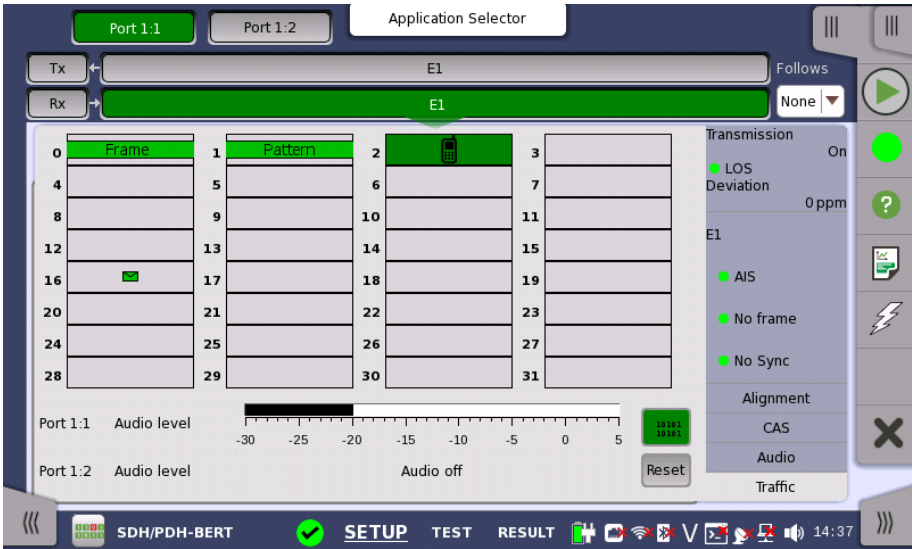 Port 1:1 Port 1:2 Application Selector
Tx E1 Follows
Rx E1 None
Transmission
On
LOS
Deviation
0 ppm
E1
AIS
No frame
No Sync
Alignment
CAS
Audio
Traffic
0 Frame 1 Pattern 2 3
4 5 6 7
8 9 10 11
12 13 14 15
16 17 18 19
20 21 22 23
24 25 26 27
28 29 30 31
Port 1:1 Audio level
-30 -25 -20 -15 -10 -5 0 5
10101
10101
Port 1:2 Audio level Audio off Reset
SDH/PDH-BERT SETUP TEST RESULT V 14:37